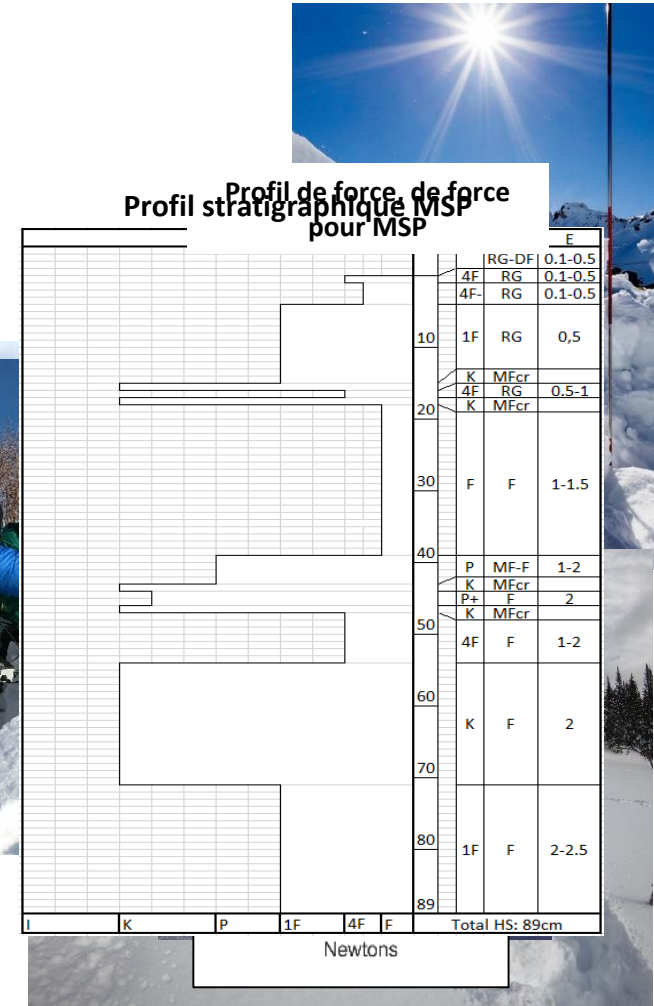 Profil de force, de force
Profil stratigraphique MSP
pour MSP
E
RG-DF 0.1-0.5
4F RG 0.1-0.5
4F- RG 0.1-0.5
10 1F RG 0,5
K MFcr
4F RG 0.5-1
20 K MFcr
30 F F 1-1.5
40
P MF-F 1-2
K MFcr
P+ F 2
K MFcr
50
4F F 1-2
60
K F 2
70
80 1F F 2-2.5
89
I K P 1F 4F F Total HS: 89cm
Newtons